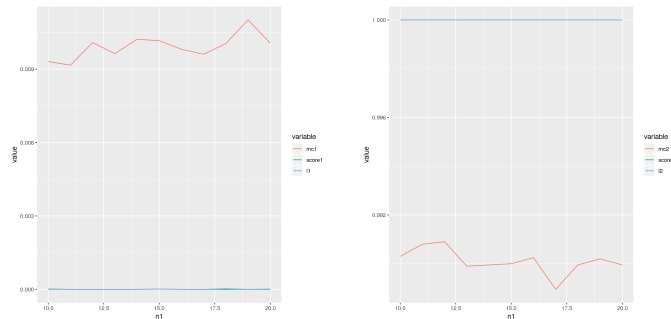 0.009
0.006
0.003
0.000
value
10.0
12.5
15.0
17.5
20.0
n1
variable
mc1
score1
l1
1.000
0.996
0.992
value
10.0
12.5
15.0
17.5
20.0
n1
variable
mc2
score
l2